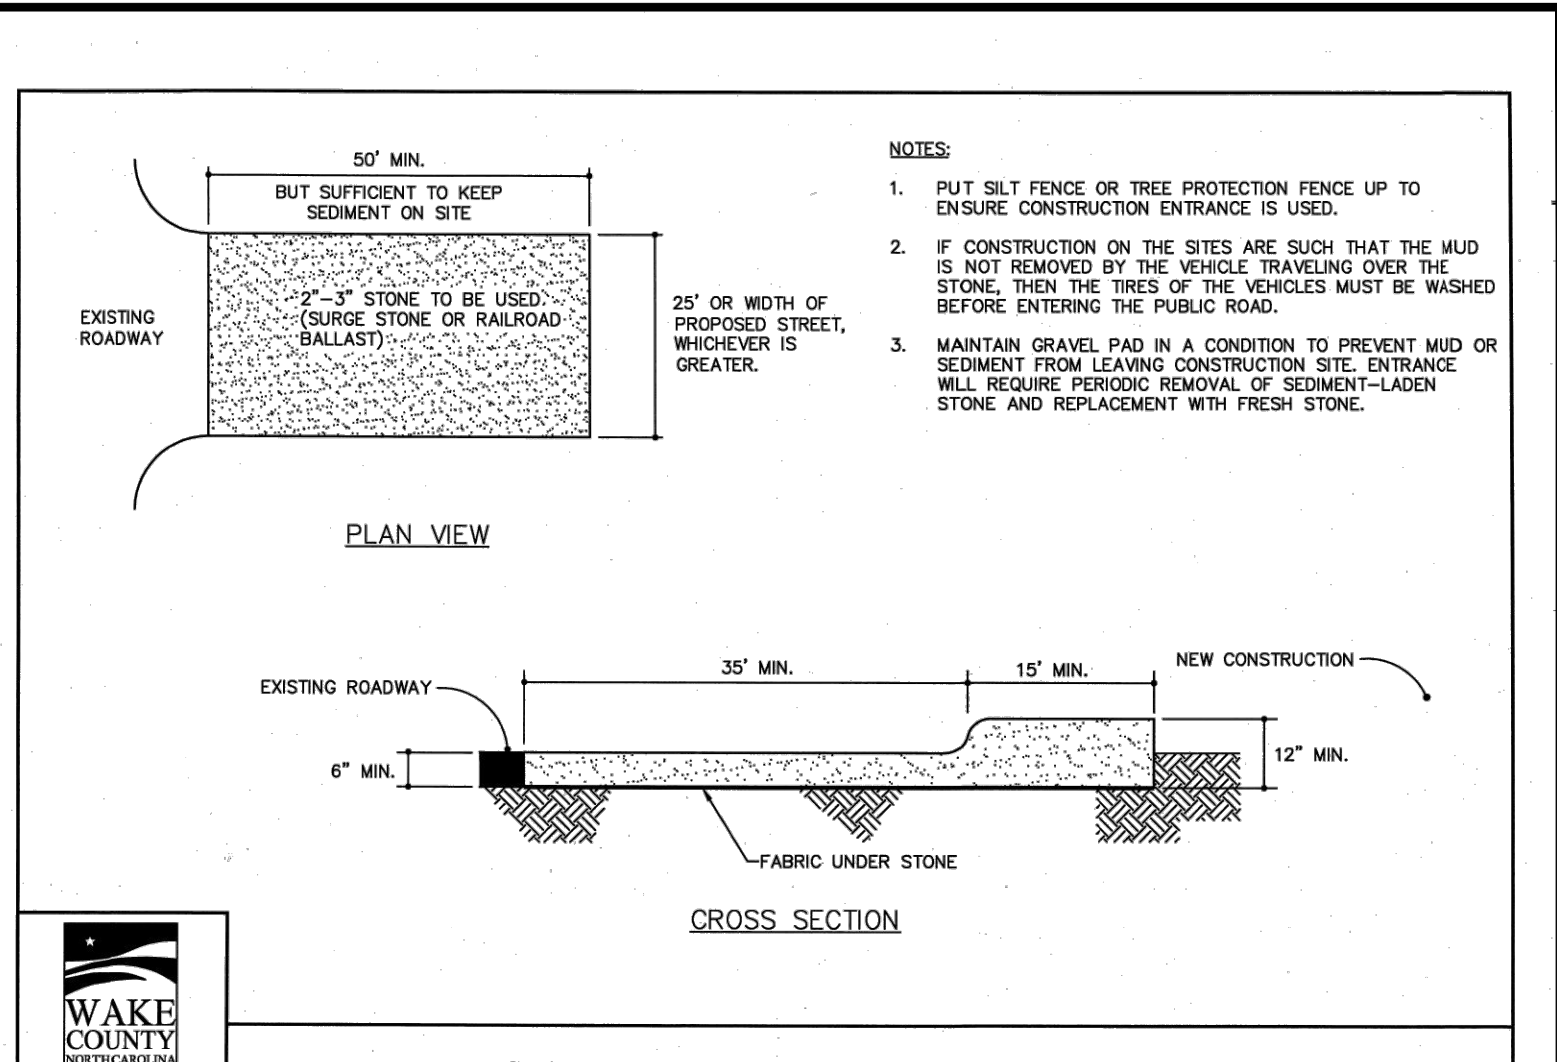 50' MIN.
BUT SUFFICIENT TO KEEP
SEDIMENT ON SITE
EXISTING
ROADWAY
2"-3" STONE TO BE USED.
(SURGE STONE OR RAILROAD
BALLAST)
25' OR WIDTH OF
PROPOSED STREET,
WHICHEVER IS
GREATER.
PLAN VIEW
NOTES:
1. PUT SILT FENCE OR TREE PROTECTION FENCE UP TO
ENSURE CONSTRUCTION ENTRANCE IS USED.
2. IF CONSTRUCTION ON THE SITES ARE SUCH THAT THE MUD
IS NOT REMOVED BY THE VEHICLE TRAVELING OVER THE
STONE, THEN THE TIRES OF THE VEHICLES MUST BE WASHED
BEFORE ENTERING THE PUBLIC ROAD.
3. MAINTAIN GRAVEL PAD IN A CONDITION TO PREVENT MUD OR
SEDIMENT FROM LEAVING CONSTRUCTION SITE. ENTRANCE
WILL REQUIRE PERIODIC REMOVAL OF SEDIMENT-LADEN
STONE AND REPLACEMENT WITH FRESH STONE.
EXISTING ROADWAY
35' MIN.
15' MIN.
NEW CONSTRUCTION
6" MIN.
12" MIN.
FABRIC UNDER STONE
CROSS SECTION
WAKE
COUNTY
NORTH CAROLINA